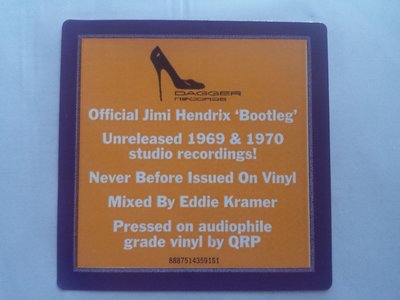 DAGGER
RECORDS
Official Jimi Hendrix 'Bootleg'
Unreleased 1969 & 1970
studio recordings!
Never Before Issued On Vinyl
Mixed By Eddie Kramer
Pressed on audiophile
grade vinyl by QRP
8887514359151